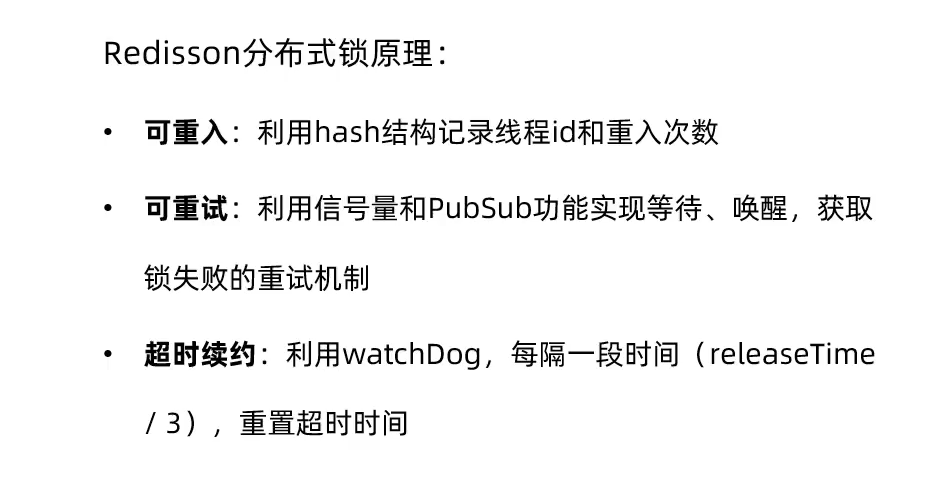 Redisson分布式锁原理：
• 可重入：利用hash结构记录线程id和重入次数
• 可重试：利用信号量和PubSub功能实现等待、唤醒，获取
锁失败的重试机制
• 超时续约：利用watchDog，每隔一段时间（releaseTime
/ 3），重置超时时间